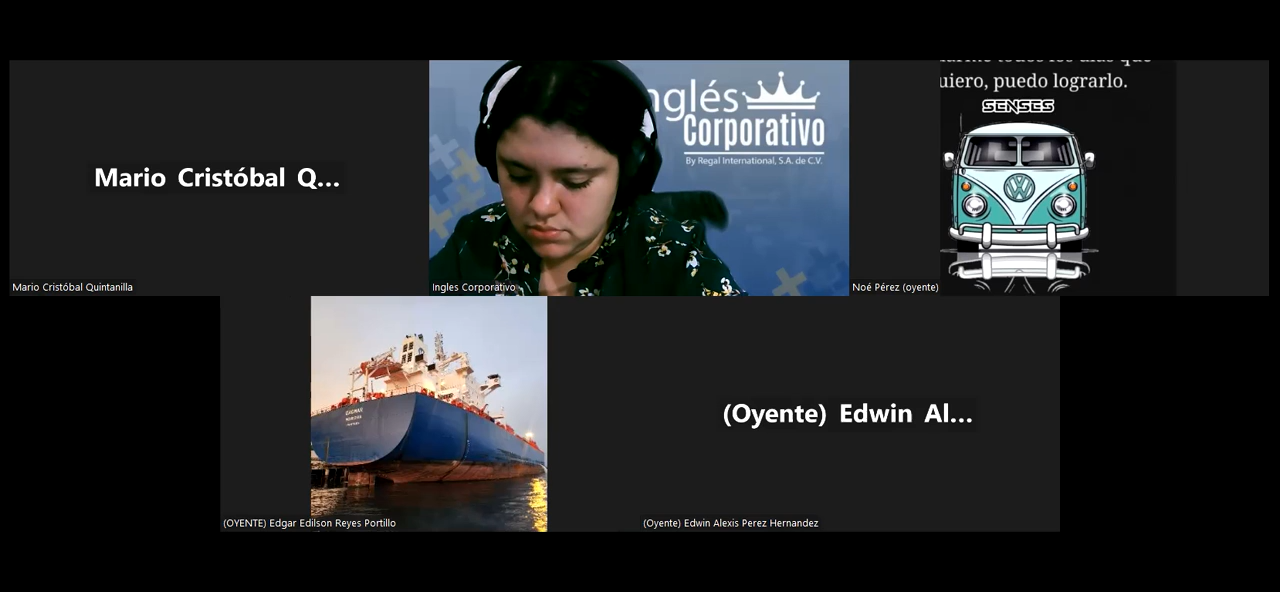 Mario Cristóbal Q...
Mario Cristóbal Quintanilla
nglés
Corporativo
By Regal International, S.A. de C.V.
Ingles Corporativo
uiero, puedo lograrlo.
SENSES
Noé Pérez (oyente)
(OYENTE) Edgar Edilson Reyes Portillo
(Oyente) Edwin Al...
(Oyente) Edwin Alexis Perez Hernandez